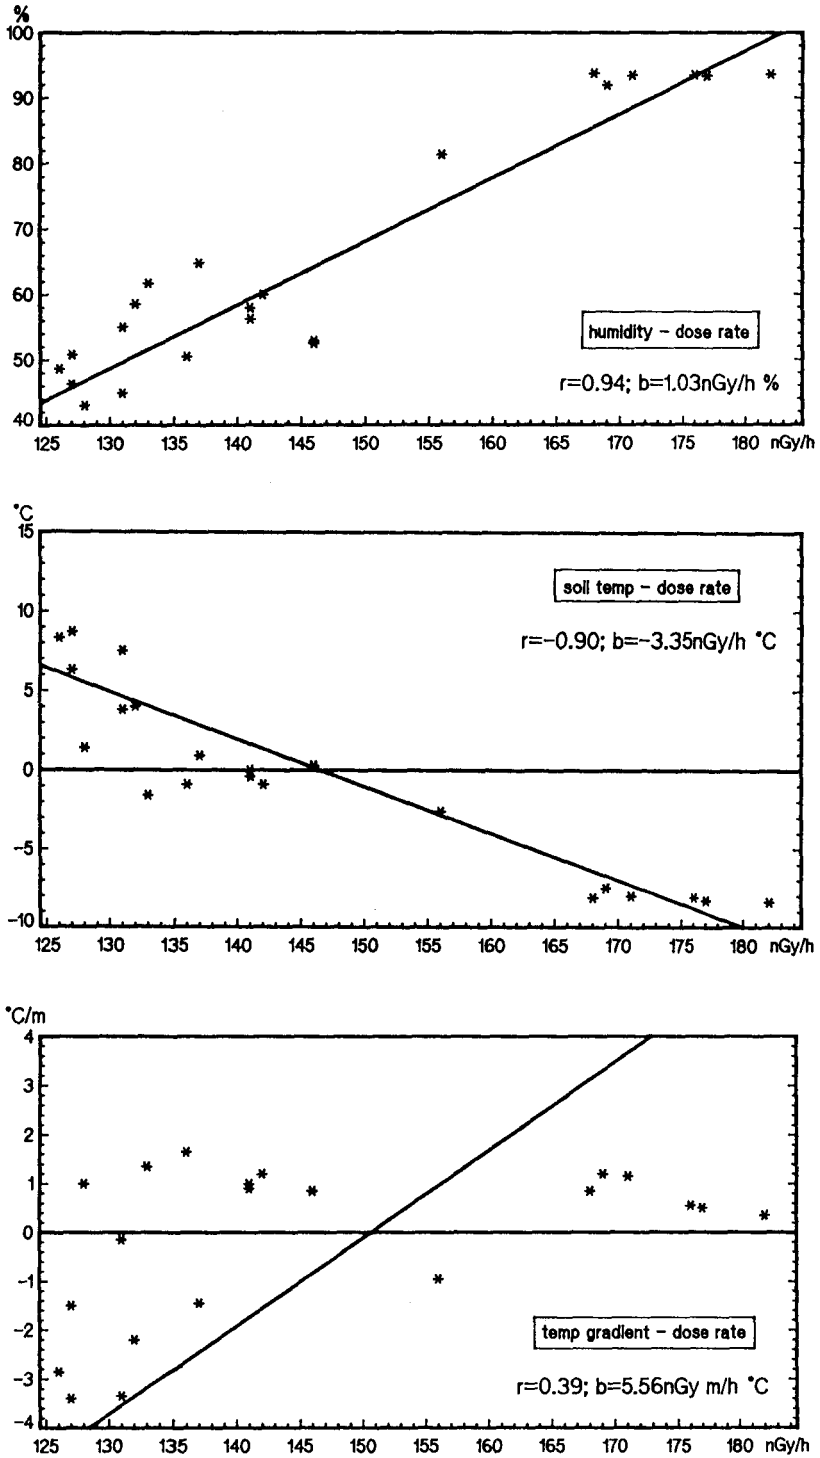 %
100
90
80
70
60
50
40
humidity – dose rate
r=0.94; b=1.03nGy/h %
125 130 135 140 145 150 155 160 165 170 175 180 nGy/h
°C
15
10
5
0
–5
–10
soil temp – dose rate
r=–0.90; b=–3.35nGy/h °C
125 130 135 140 145 150 155 160 165 170 175 180 nGy/h
°C/m
4
3
2
1
0
–1
–2
–3
–4
temp gradient – dose rate
r=0.39; b=5.56nGy m/h °C
125 130 135 140 145 150 155 160 165 170 175 180 nGy/h